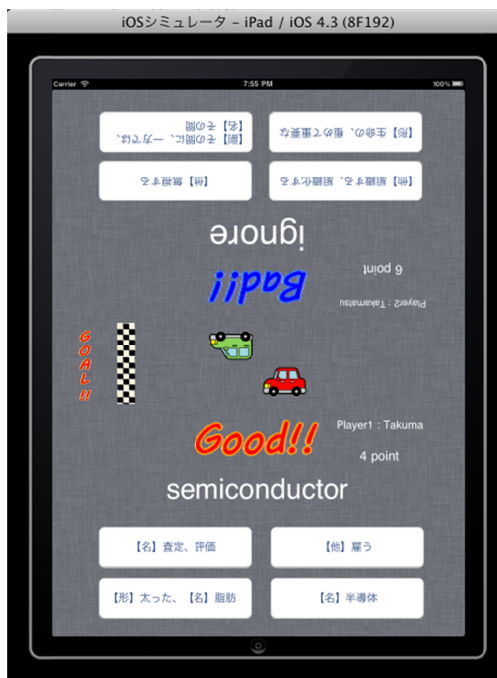 iOSシミュレータ - iPad / iOS 4.3 (8F192)
Carrier
7:55 PM
100%
【副】その間に、一方では、
【名】その間
【形】生命の、極めて重要な
【他】無視する
【他】組織する、組織化する
ignore
Bad!!
6 point
Player2 : Takamatsu
GOAL!!
Good!!
Player1 : Takuma
4 point
semiconductor
【名】査定、評価
【他】雇う
【形】太った、【名】脂肪
【名】半導体